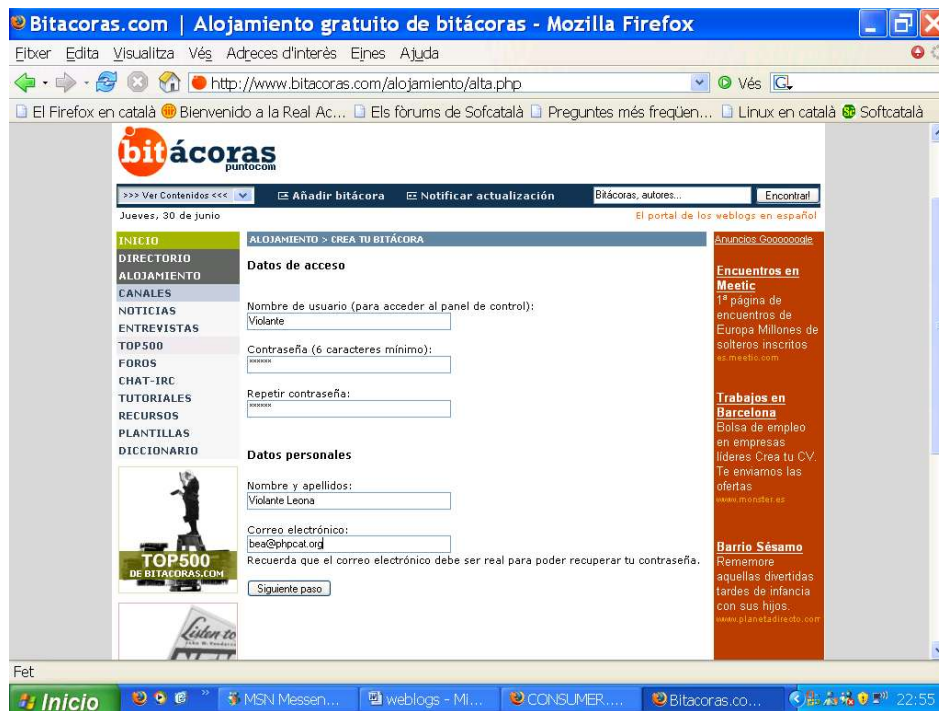 Bitacoras.com | Alojamiento gratuito de bitácoras - Mozilla Firefox
Fitxer Edita Visualitza Vés Adreces d'interès Eines Ajuda
http://www.bitacoras.com/alojamiento/alta.php Vés
El Firefox en català Bienvenido a la Real Ac... Els fòrums de Sofcatalà Preguntes més freqüen... Linux en català Softcatalà
bitácoras
puntocom
>>> Ver Contenidos <<< Añadir bitácora Notificar actualización Bitácoras, autores... Encontrar!
Jueves, 30 de junio El portal de los weblogs en español
INICIO
DIRECTORIO
ALOJAMIENTO
CANALES
NOTICIAS
ENTREVISTAS
TOP500
FOROS
CHAT-IRC
TUTORIALES
RECURSOS
PLANTILLAS
DICCIONARIO
TOP500
DE BITACORAS.COM
Listen to
ALOJAMIENTO > CREA TU BITÁCORA
Datos de acceso
Nombre de usuario (para acceder al panel de control):
Violante
Contraseña (6 caracteres mínimo):
******
Repetir contraseña:
******
Datos personales
Nombre y apellidos:
Violante Leona
Correo electrónico:
bea@phpcat.org
Recuerda que el correo electrónico debe ser real para poder recuperar tu contraseña.
Siguiente paso
Anuncios Goooooogle
Encuentros en
Meetic
1ª página de
encuentros de
Europa Millones de
solteros inscritos
es.meetic.com
Trabajos en
Barcelona
Bolsa de empleo
en empresas
líderes Crea tu CV.
Te enviamos las
ofertas
www.monster.es
Barrio Sésamo
Rememore
aquellas divertidas
tardes de infancia
con sus hijos.
www.planetadirecto.com
Fet
Inicio MSN Messen... weblogs - Mi... CONSUMER.... Bitacoras.co... 22:55